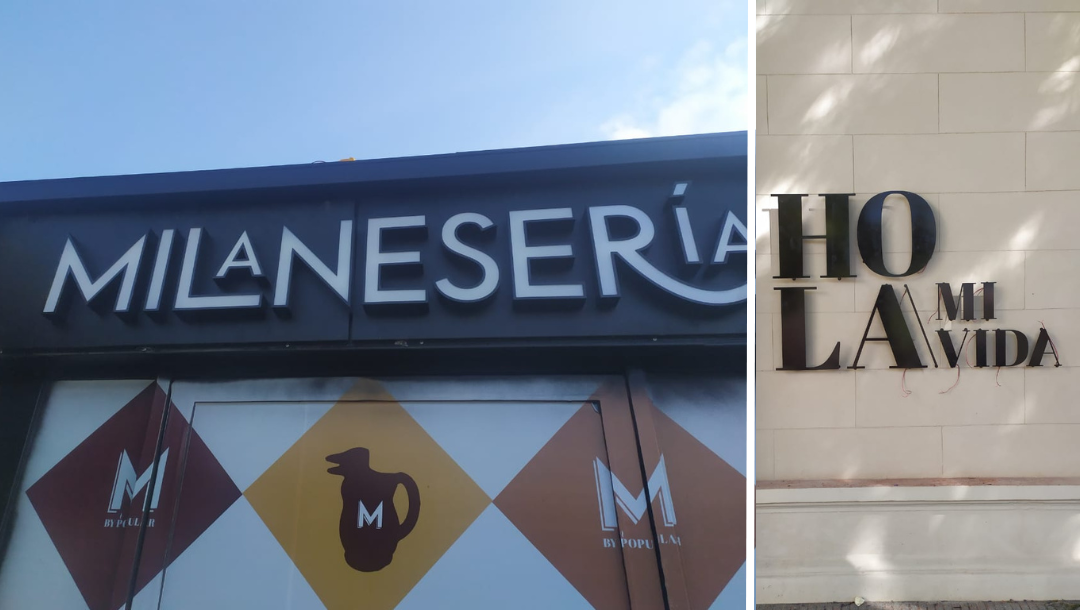 MILANESERÍA
M
BY POPULAR
M
M
BY POPULAR
HO
LA MI
VIDA